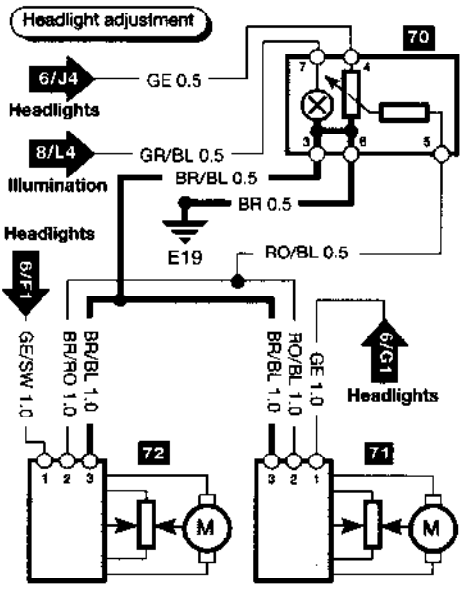 Headlight adjustment
70
6/J4
GE 0.5
7
4
Headlights
8/L4
GR/BL 0.5
3
6
5
Illumination
BR/BL 0.5
BR 0.5
Headlights
E19
RO/BL 0.5
6/F1
GE/SW 1.0
BR/RO 1.0
BR/BL 1.0
BR/BL 1.0
RO/BL 1.0
GE 1.0
6/G1
Headlights
72
71
1
2
3
3
2
1
M
M